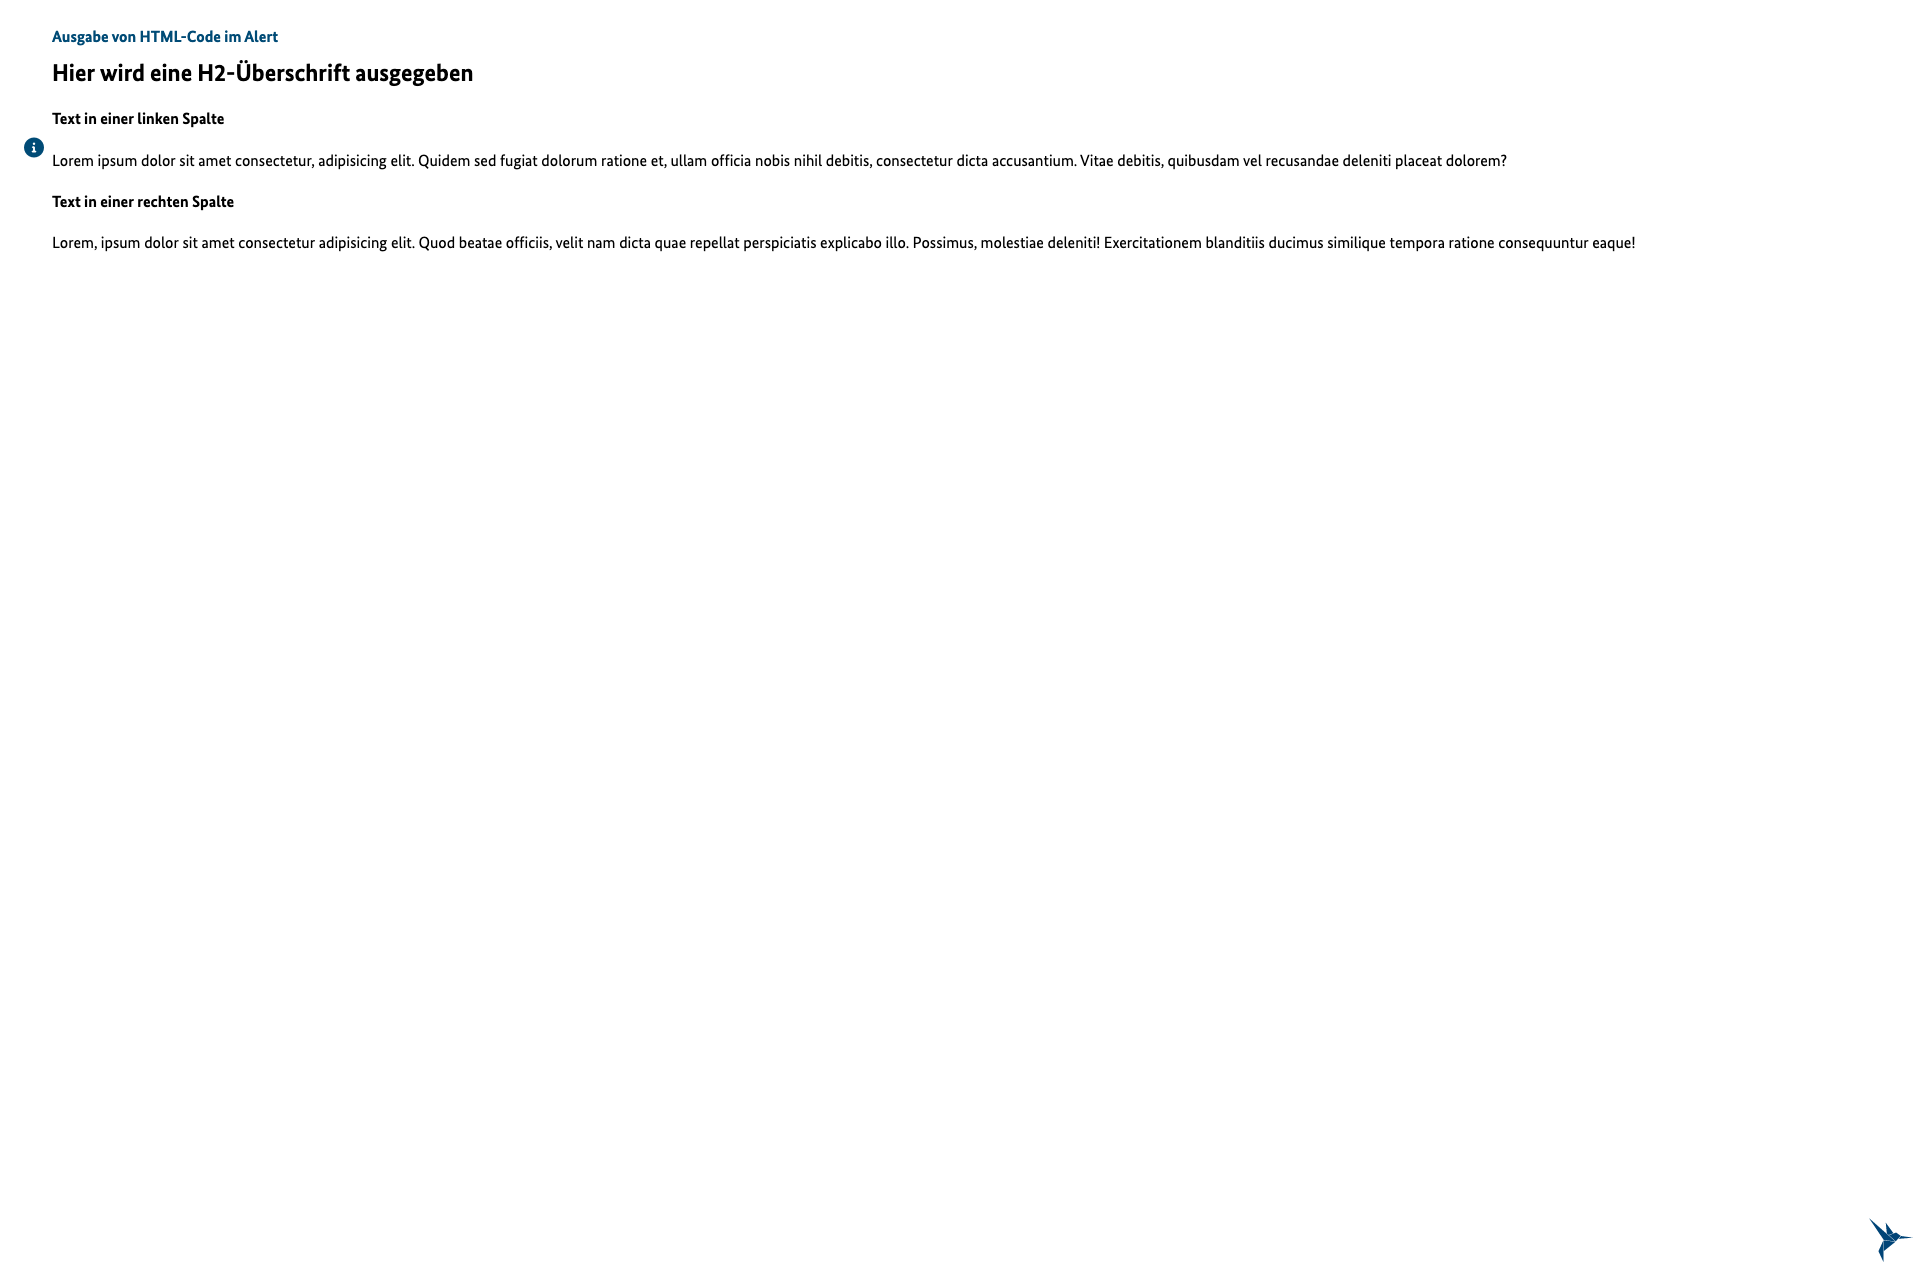 Ausgabe von HTML-Code im Alert
Hier wird eine H2-Überschrift ausgegeben
Text in einer linken Spalte
Lorem ipsum dolor sit amet consectetur, adipisicing elit. Quidem sed fugiat dolorum ratione et, ullam officia nobis nihil debitis, consectetur dicta accusantium. Vitae debitis, quibusdam vel recusandae deleniti placeat dolorem?
Text in einer rechten Spalte
Lorem, ipsum dolor sit amet consectetur adipisicing elit. Quod beatae officiis, velit nam dicta quae repellat perspiciatis explicabo illo. Possimus, molestiae deleniti! Exercitationem blanditiis ducimus similique tempora ratione consequuntur eaque!